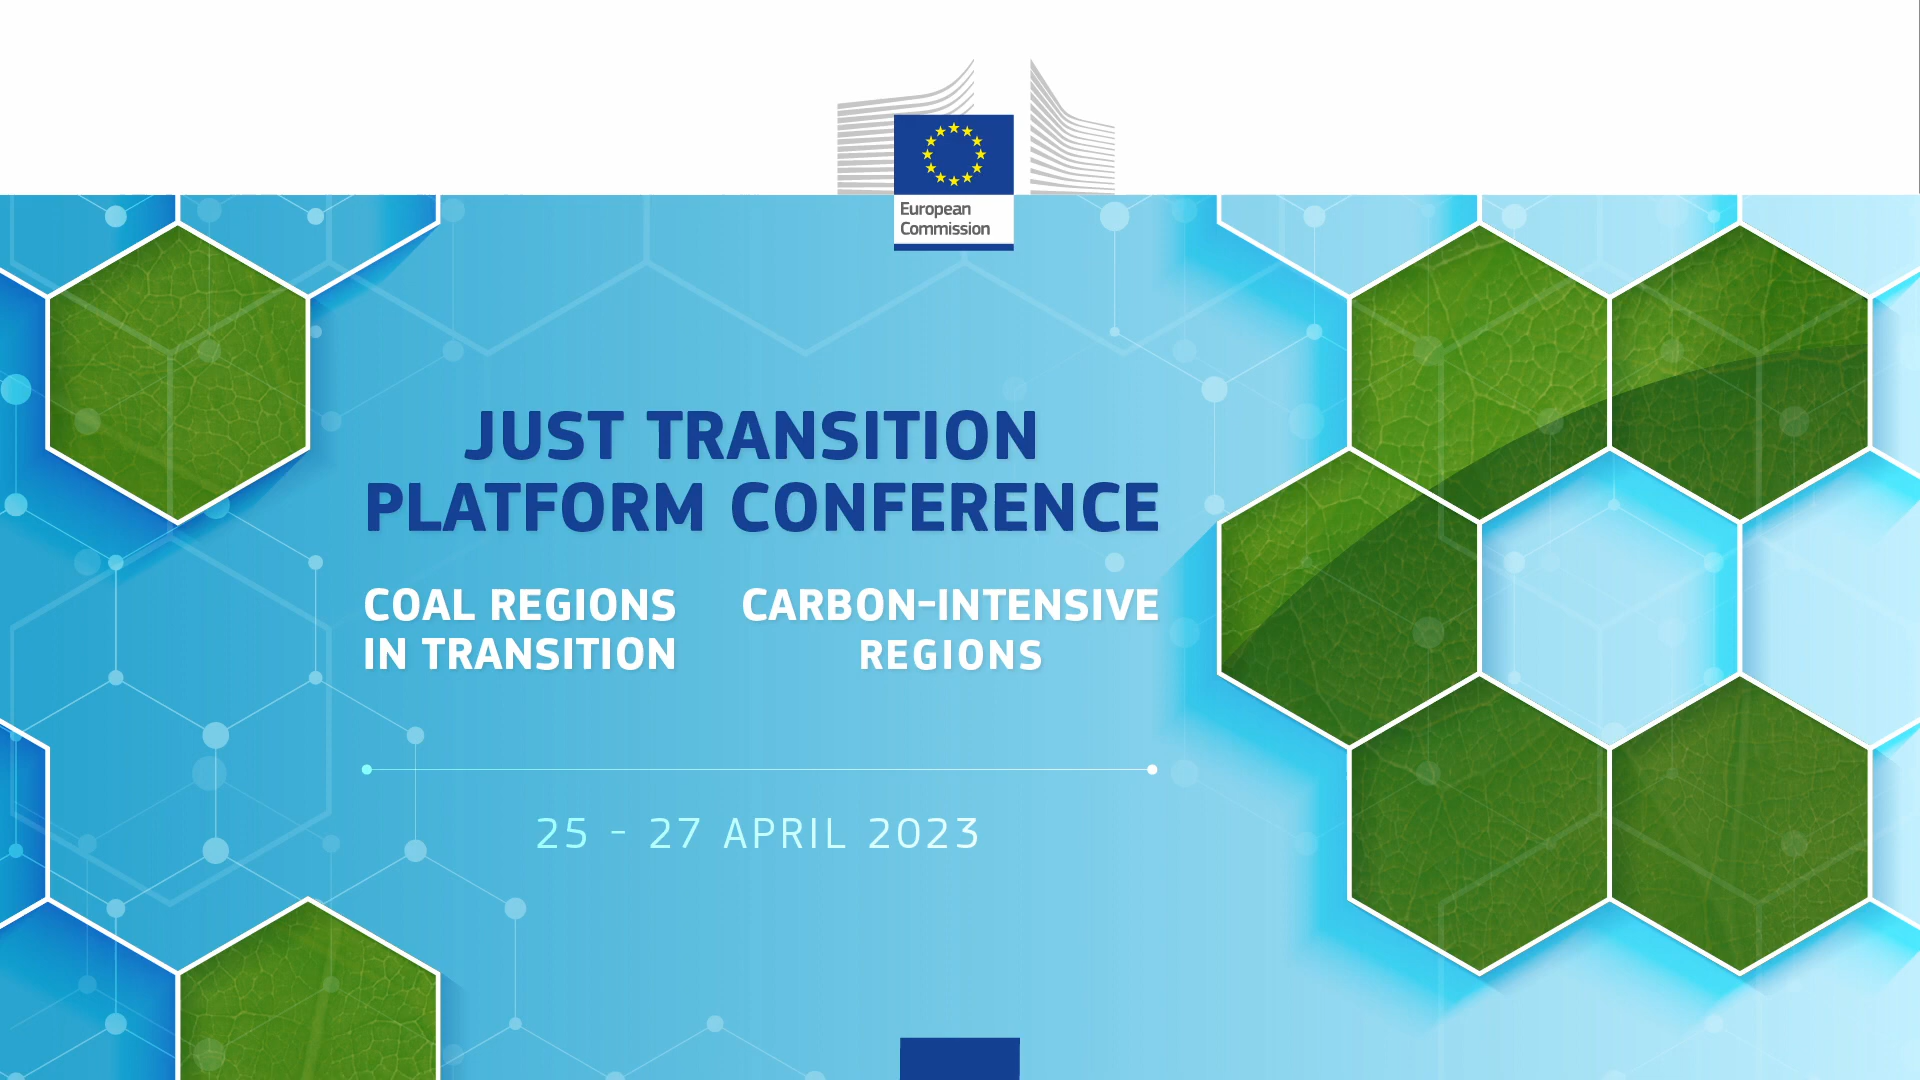 European
Commission
JUST TRANSITION
PLATFORM CONFERENCE
COAL REGIONS
IN TRANSITION
CARBON-INTENSIVE
REGIONS
25 - 27 APRIL 2023